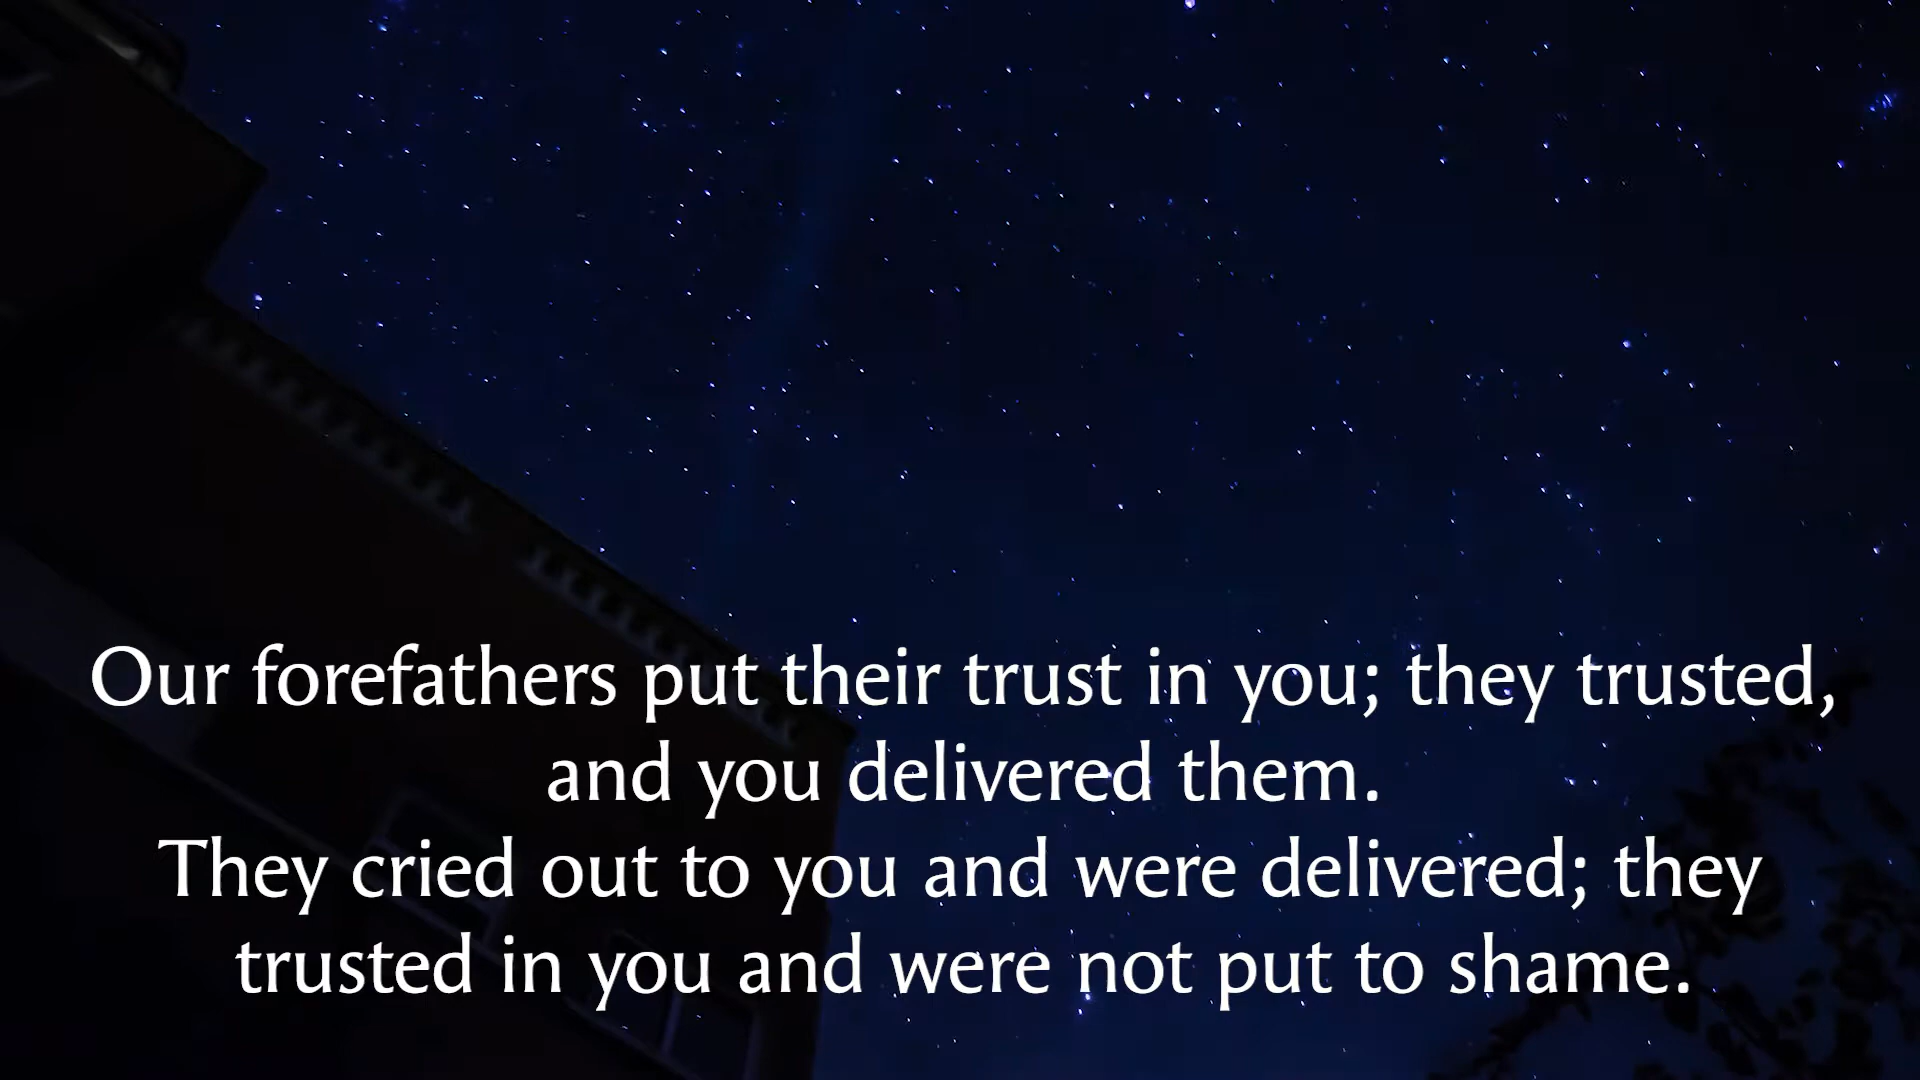 Our forefathers put their trust in you; they trusted,
and you delivered them.
They cried out to you and were delivered; they
trusted in you and were not put to shame.